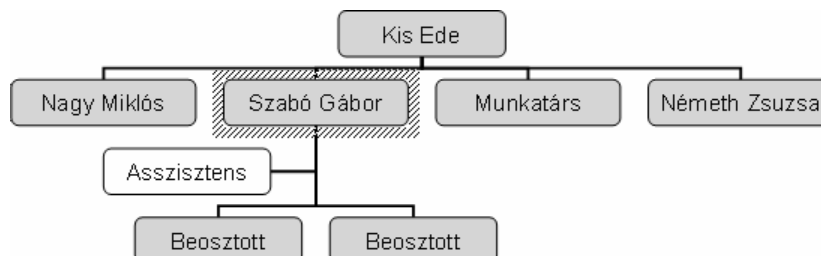 Kis Ede
Nagy Miklós
Szabó Gábor
Munkatárs
Németh Zsuzsa
Asszisztens
Beosztott
Beosztott